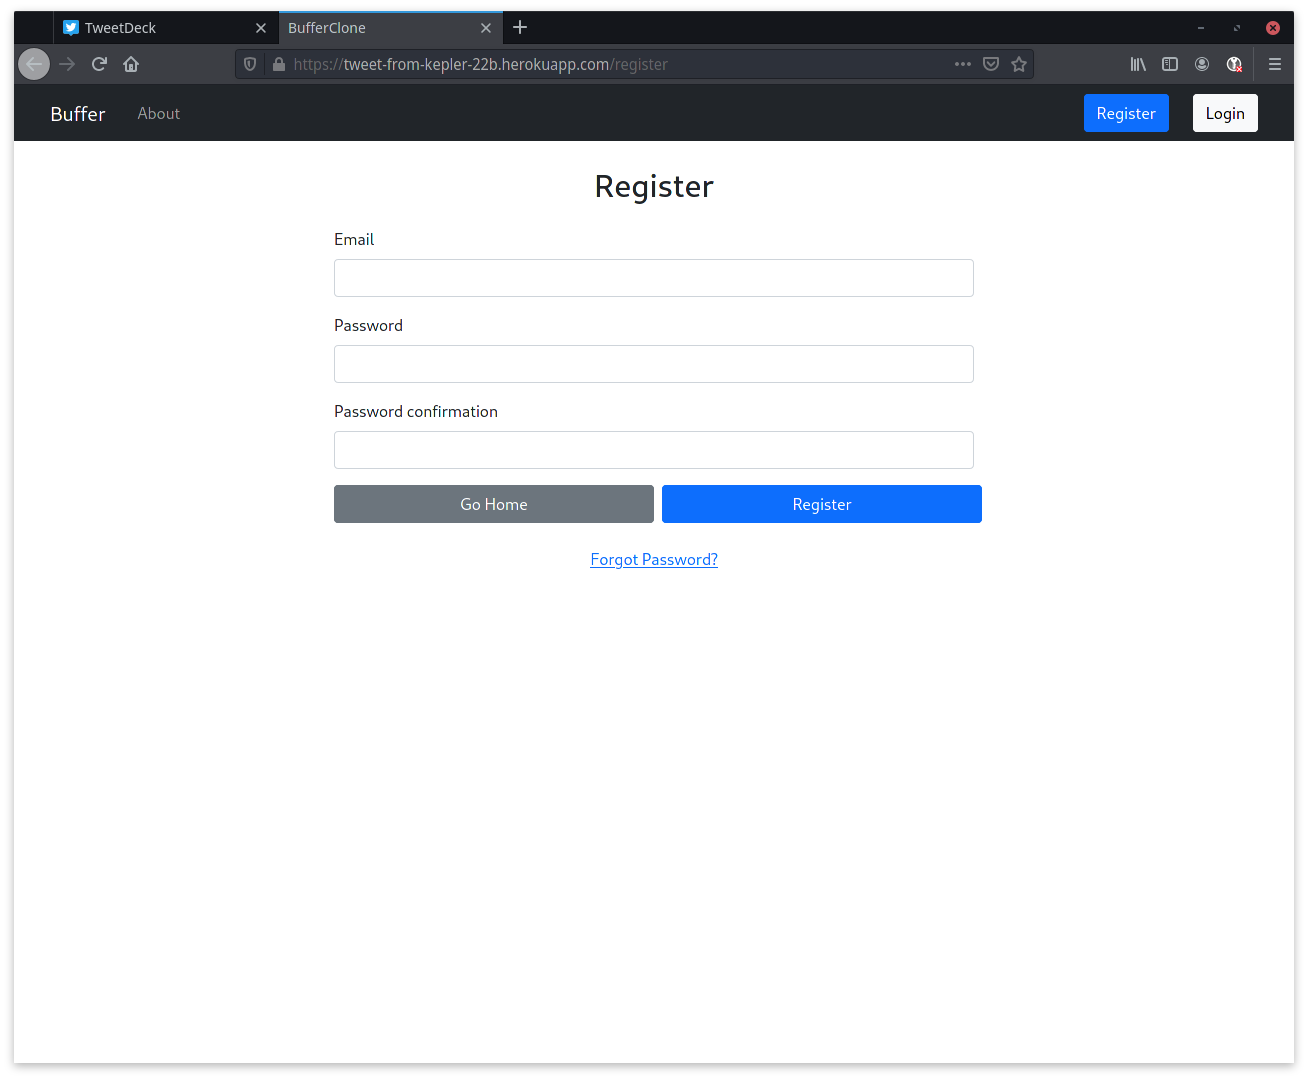 TweetDeck
BufferClone
https://tweet-from-kepler-22b.herokuapp.com/register
Buffer About Register Login
Register
Email
Password
Password confirmation
Go Home Register
Forgot Password?